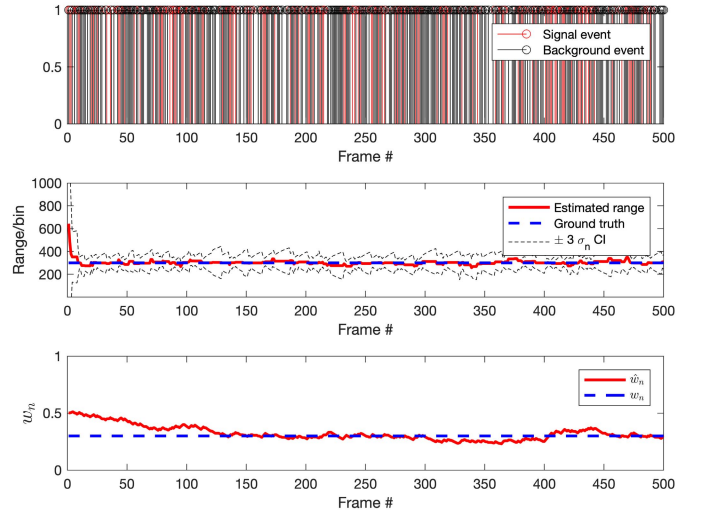 1
0.5
0
0 50 100 150 200 250 300 350 400 450 500
Frame #
Signal event
Background event
1000
800
600
400
200
Range/bin
0 50 100 150 200 250 300 350 400 450 500
Frame #
Estimated range
Ground truth
± 3 σn CI
1
0.5
0
wn
0 50 100 150 200 250 300 350 400 450 500
Frame #
ŵn
wn